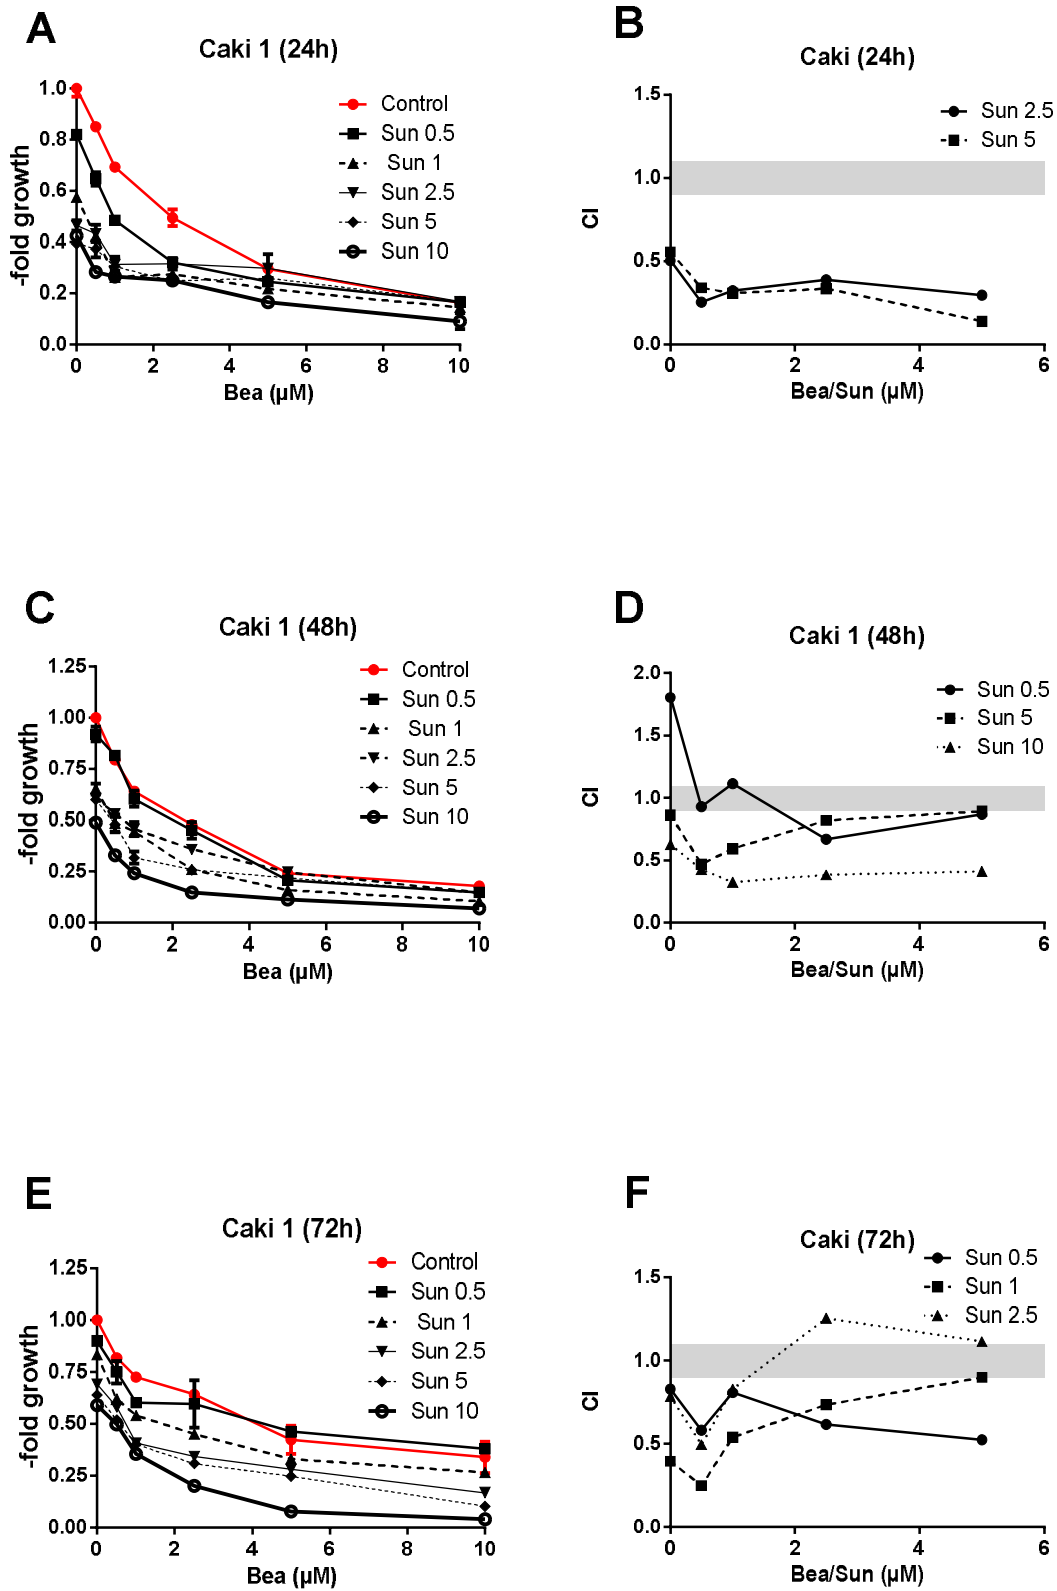 A
Caki 1 (24h)
1.0
0.8
0.6
0.4
0.2
0.0
-fold growth
0 2 4 6 8 10
Bea (µM)
Control
Sun 0.5
Sun 1
Sun 2.5
Sun 5
Sun 10
B
Caki (24h)
1.5
1.0
0.5
0.0
CI
0 2 4 6
Bea/Sun (µM)
Sun 2.5
Sun 5
C
Caki 1 (48h)
1.25
1.00
0.75
0.50
0.25
0.00
-fold growth
0 2 4 6 8 10
Bea (µM)
Control
Sun 0.5
Sun 1
Sun 2.5
Sun 5
Sun 10
D
Caki 1 (48h)
2.0
1.5
1.0
0.5
0.0
CI
0 2 4 6
Bea/Sun (µM)
Sun 0.5
Sun 5
Sun 10
E
Caki 1 (72h)
1.25
1.00
0.75
0.50
0.25
0.00
-fold growth
0 2 4 6 8 10
Bea (µM)
Control
Sun 0.5
Sun 1
Sun 2.5
Sun 5
Sun 10
F
Caki (72h)
1.5
1.0
0.5
0.0
CI
0 2 4 6
Bea/Sun (µM)
Sun 0.5
Sun 1
Sun 2.5